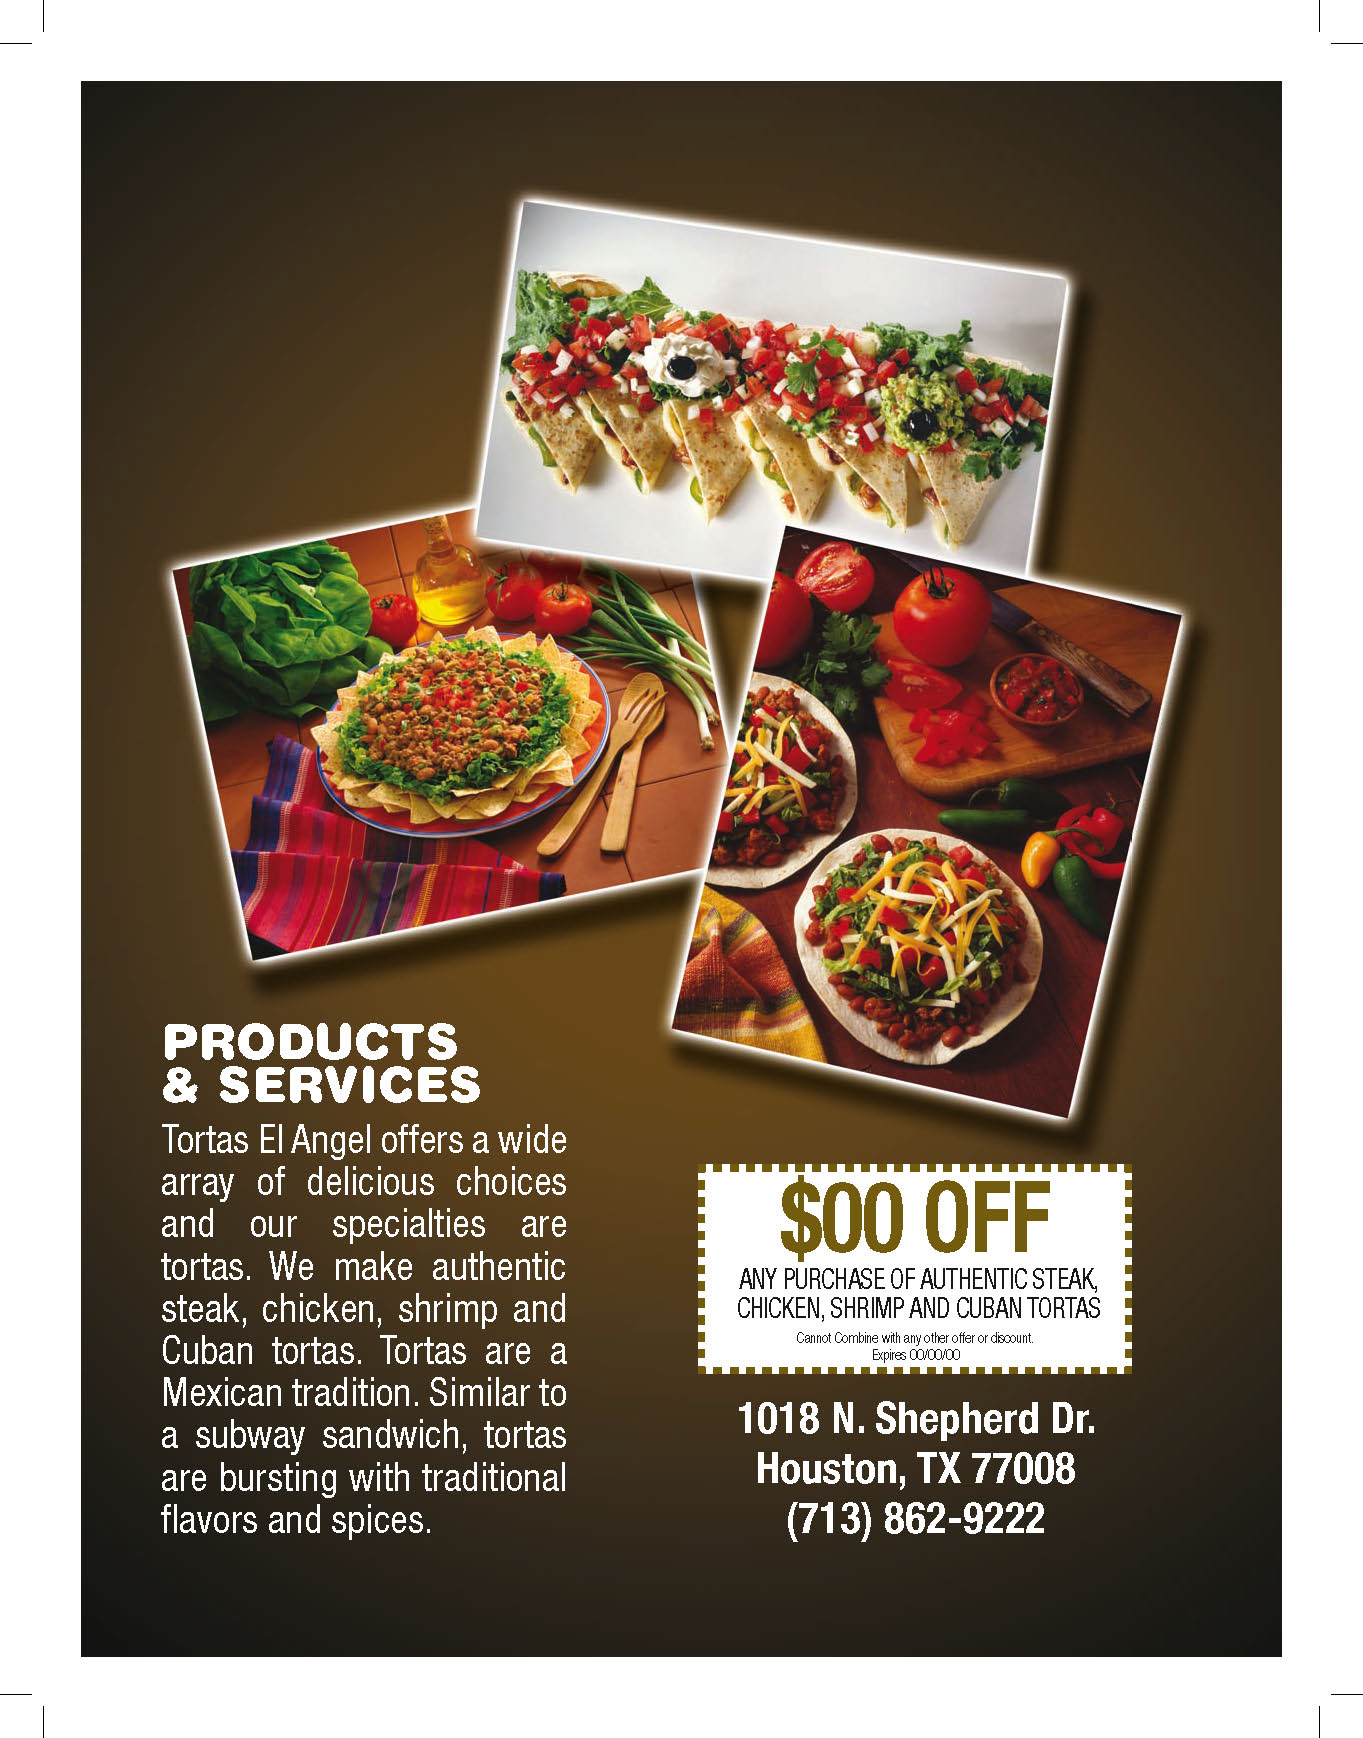 PRODUCTS
& SERVICES
Tortas El Angel offers a wide
array of delicious choices
and our specialties are
tortas. We make authentic
steak, chicken, shrimp and
Cuban tortas. Tortas are a
Mexican tradition. Similar to
a subway sandwich, tortas
are bursting with traditional
flavors and spices.
$00 OFF
ANY PURCHASE OF AUTHENTIC STEAK,
CHICKEN, SHRIMP AND CUBAN TORTAS
Cannot Combine with any other offer or discount.
Expires 00/00/00
1018 N. Shepherd Dr.
Houston, TX 77008
(713) 862-9222